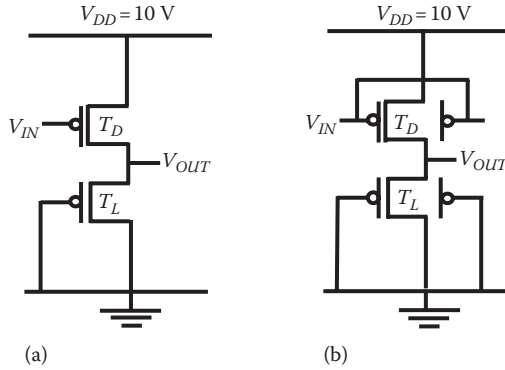 V_DD = 10 V
V_IN
T_D
V_OUT
T_L
(a)
V_DD = 10 V
V_IN
T_D
V_OUT
T_L
(b)